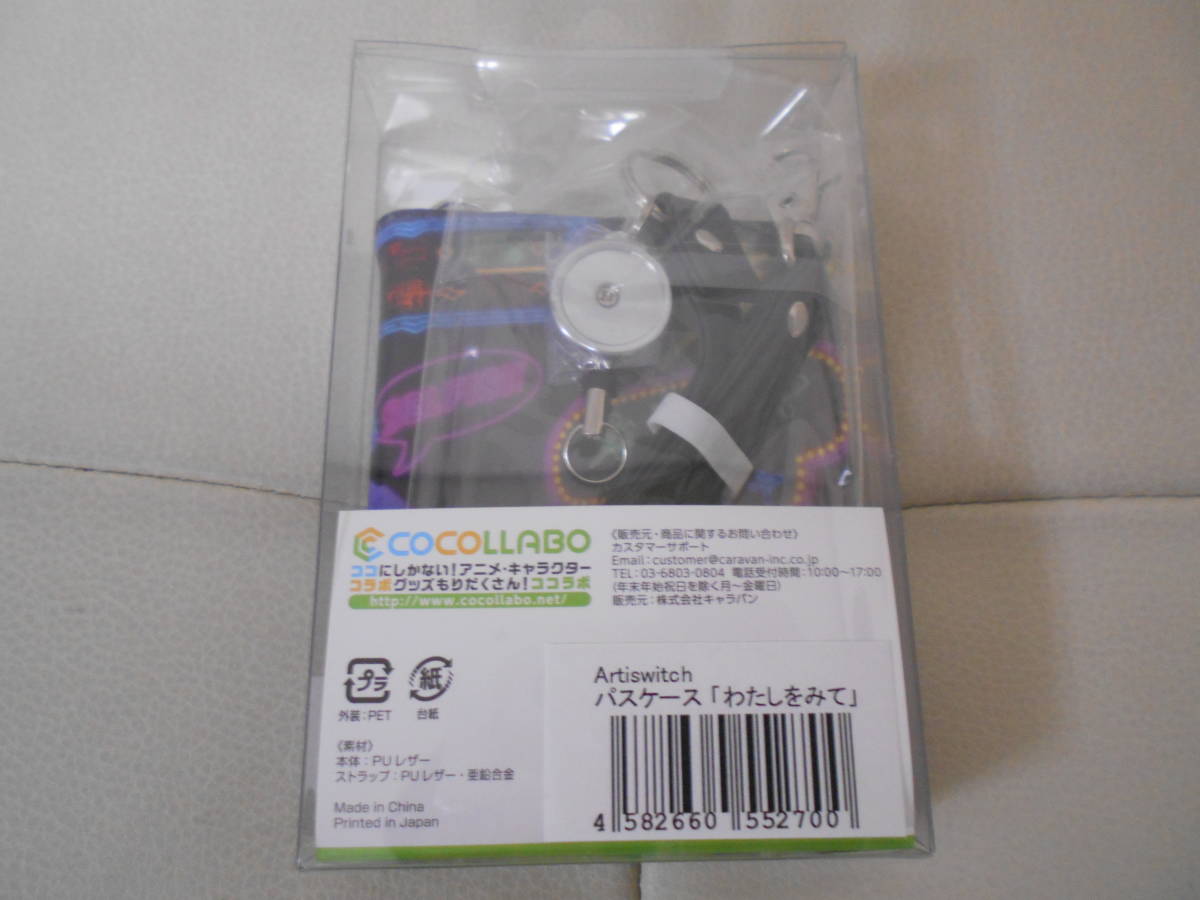 COCOLLABO
ココにしかない!アニメ・キャラクター
コラボグッズもりだくさん!ココラボ
http://www.cocollabo.net/
《販売元・商品に関するお問い合わせ》
カスタマーサポート
Email:customer@caravan-inc.co.jp
TEL:03-6803-0804 電話受付時間:10:00〜17:00
(年末年始祝日を除く月〜金曜日)
販売元:株式会社キャラバン
プラ
外装:PET
紙
台紙
《素材》
本体:PUレザー
ストラップ:PUレザー・亜鉛合金
Made in China
Printed in Japan
Artiswitch
パスケース「わたしをみて」
4 582660 552700